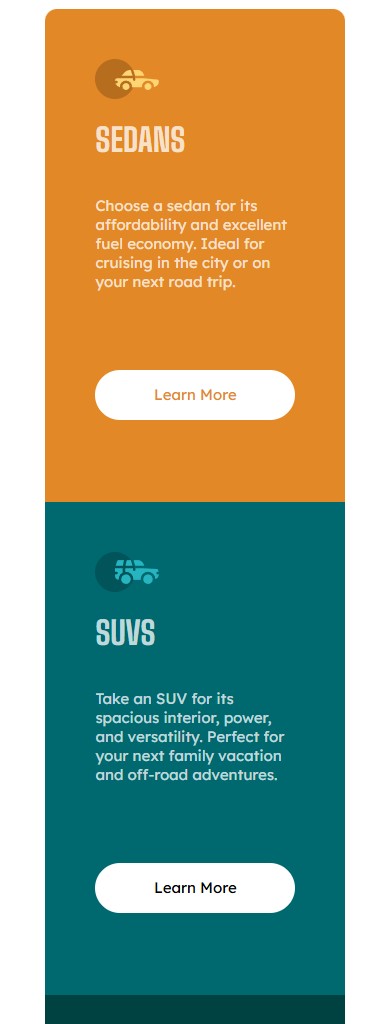 SEDANS
Choose a sedan for its
affordability and excellent
fuel economy. Ideal for
cruising in the city or on
your next road trip.
Learn More
SUVS
Take an SUV for its
spacious interior, power,
and versatility. Perfect for
your next family vacation
and off-road adventures.
Learn More